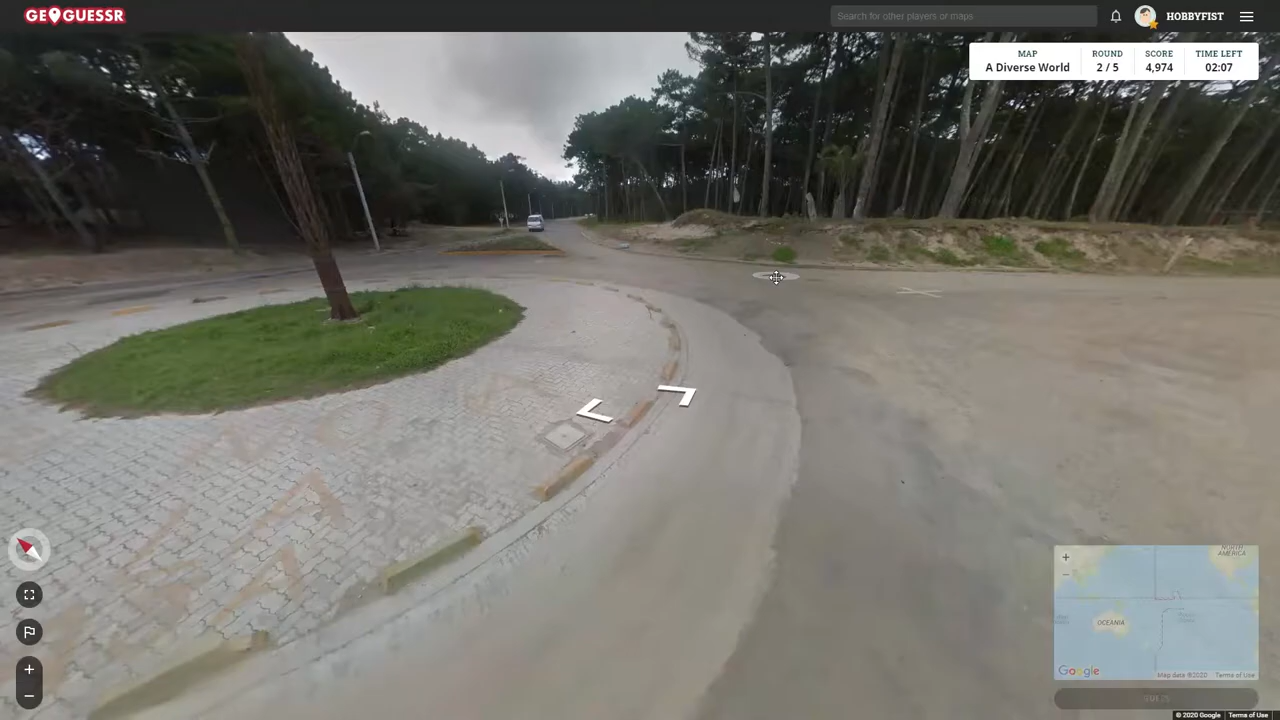 GEOGUESSR
Search for other players or maps
HOBBYFIST
MAP
A Diverse World
ROUND
2 / 5
SCORE
4,974
TIME LEFT
02:07
NORTH
AMERICA
OCEANIA
Google
Map data ©2020
Terms of Use
© 2020 Google
Terms of Use